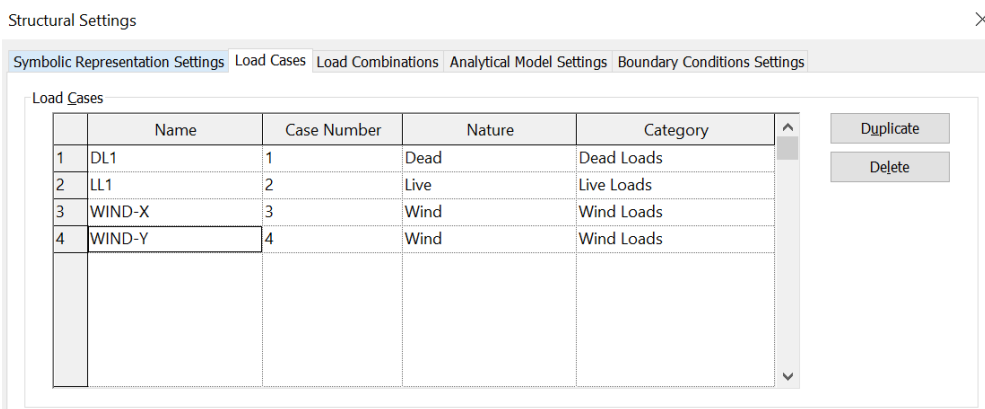 Structural Settings
Symbolic Representation Settings Load Cases Load Combinations Analytical Model Settings Boundary Conditions Settings
Load Cases
Name Case Number Nature Category
1 DL1 1 Dead Dead Loads
2 LL1 2 Live Live Loads
3 WIND-X 3 Wind Wind Loads
4 WIND-Y 4 Wind Wind Loads
Duplicate
Delete